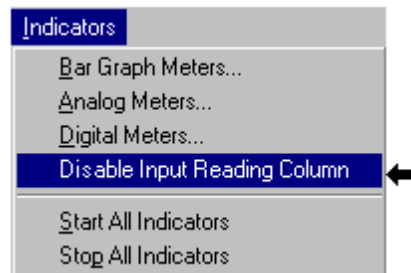 Indicators
Bar Graph Meters...
Analog Meters...
Digital Meters...
Disable Input Reading Column
Start All Indicators
Stop All Indicators